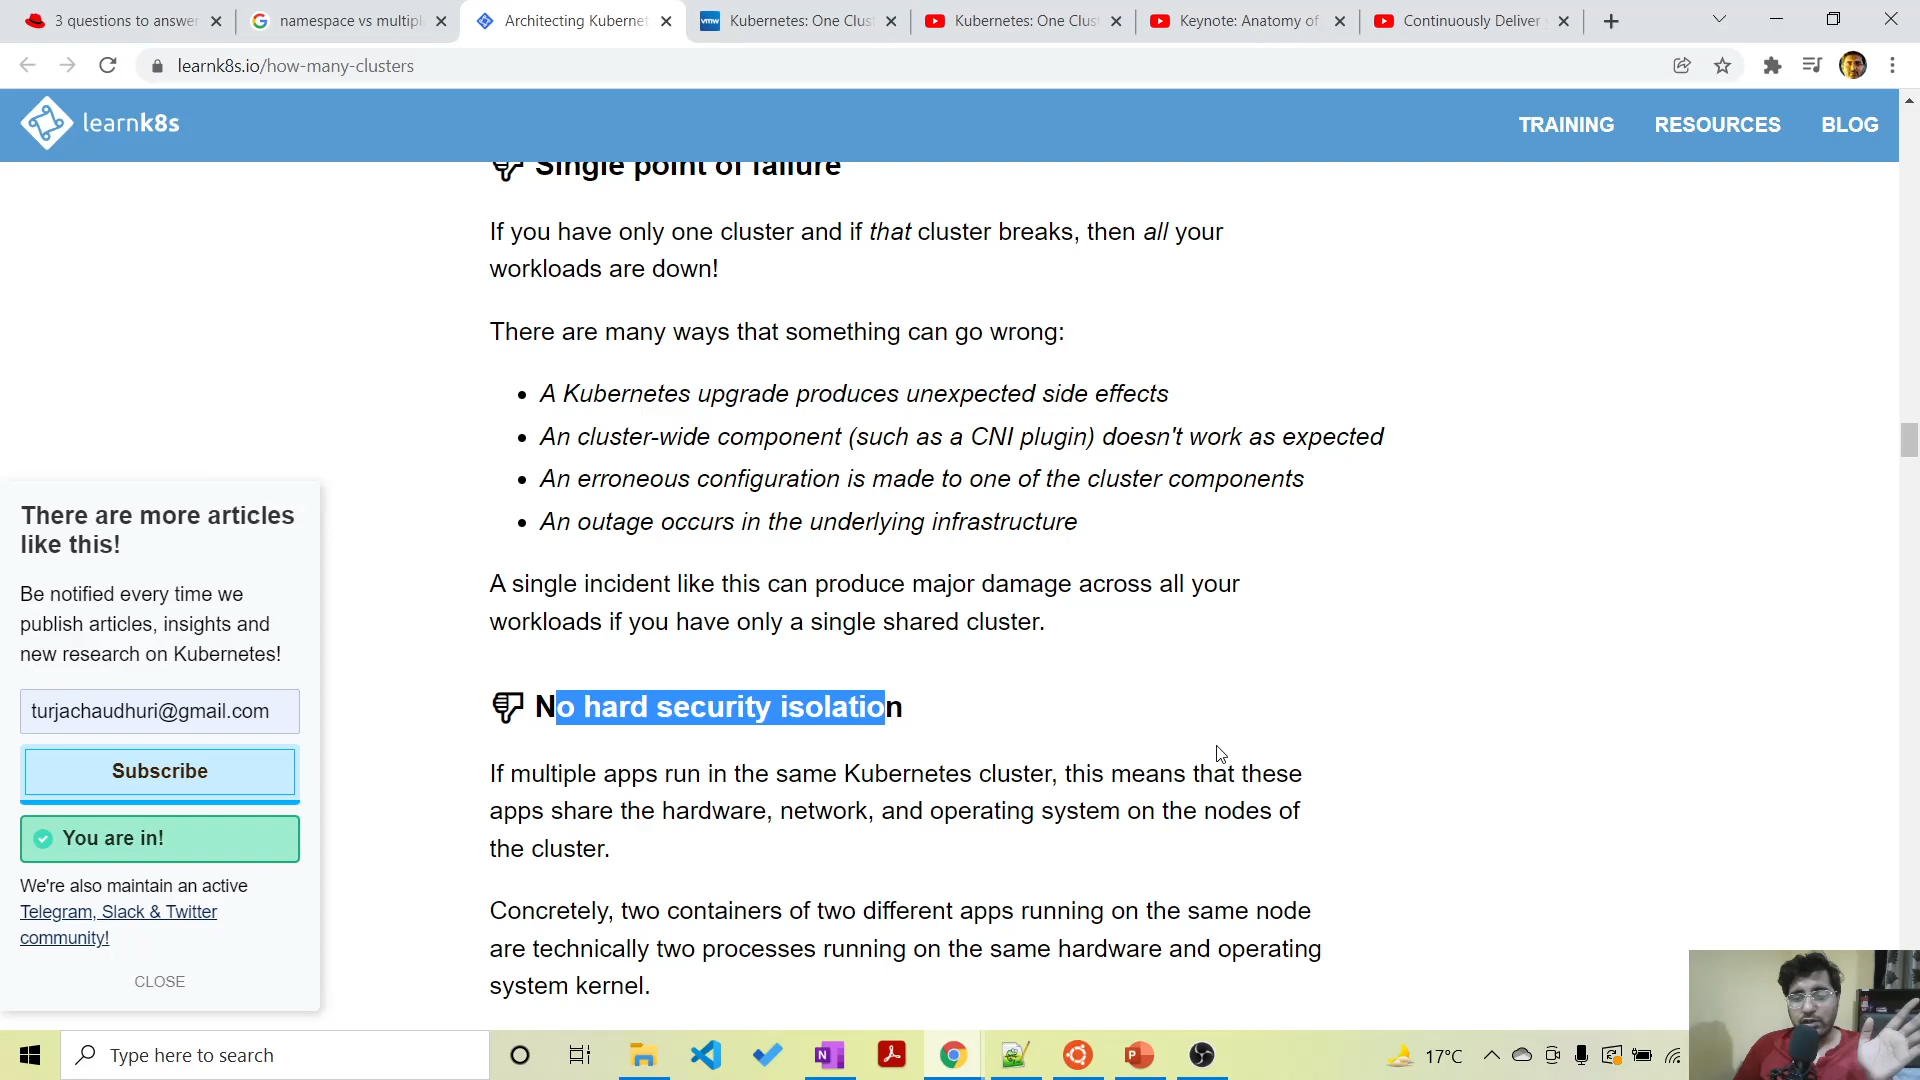 3 questions to answer
namespace vs multipl
Architecting Kubernet
vmw
Kubernetes: One Clust
Kubernetes: One Clust
Keynote: Anatomy of
Continuously Deliver
learnk8s.io/how-many-clusters
learnk8s
TRAINING
RESOURCES
BLOG
Single point of failure
If you have only one cluster and if that cluster breaks, then all your
workloads are down!
There are many ways that something can go wrong:
• A Kubernetes upgrade produces unexpected side effects
• An cluster-wide component (such as a CNI plugin) doesn't work as expected
• An erroneous configuration is made to one of the cluster components
• An outage occurs in the underlying infrastructure
A single incident like this can produce major damage across all your
workloads if you have only a single shared cluster.
No hard security isolation
If multiple apps run in the same Kubernetes cluster, this means that these
apps share the hardware, network, and operating system on the nodes of
the cluster.
Concretely, two containers of two different apps running on the same node
are technically two processes running on the same hardware and operating
system kernel.
There are more articles
like this!
Be notified every time we
publish articles, insights and
new research on Kubernetes!
turjachaudhuri@gmail.com
Subscribe
You are in!
We're also maintain an active
Telegram, Slack & Twitter
community!
CLOSE
Type here to search
17°C